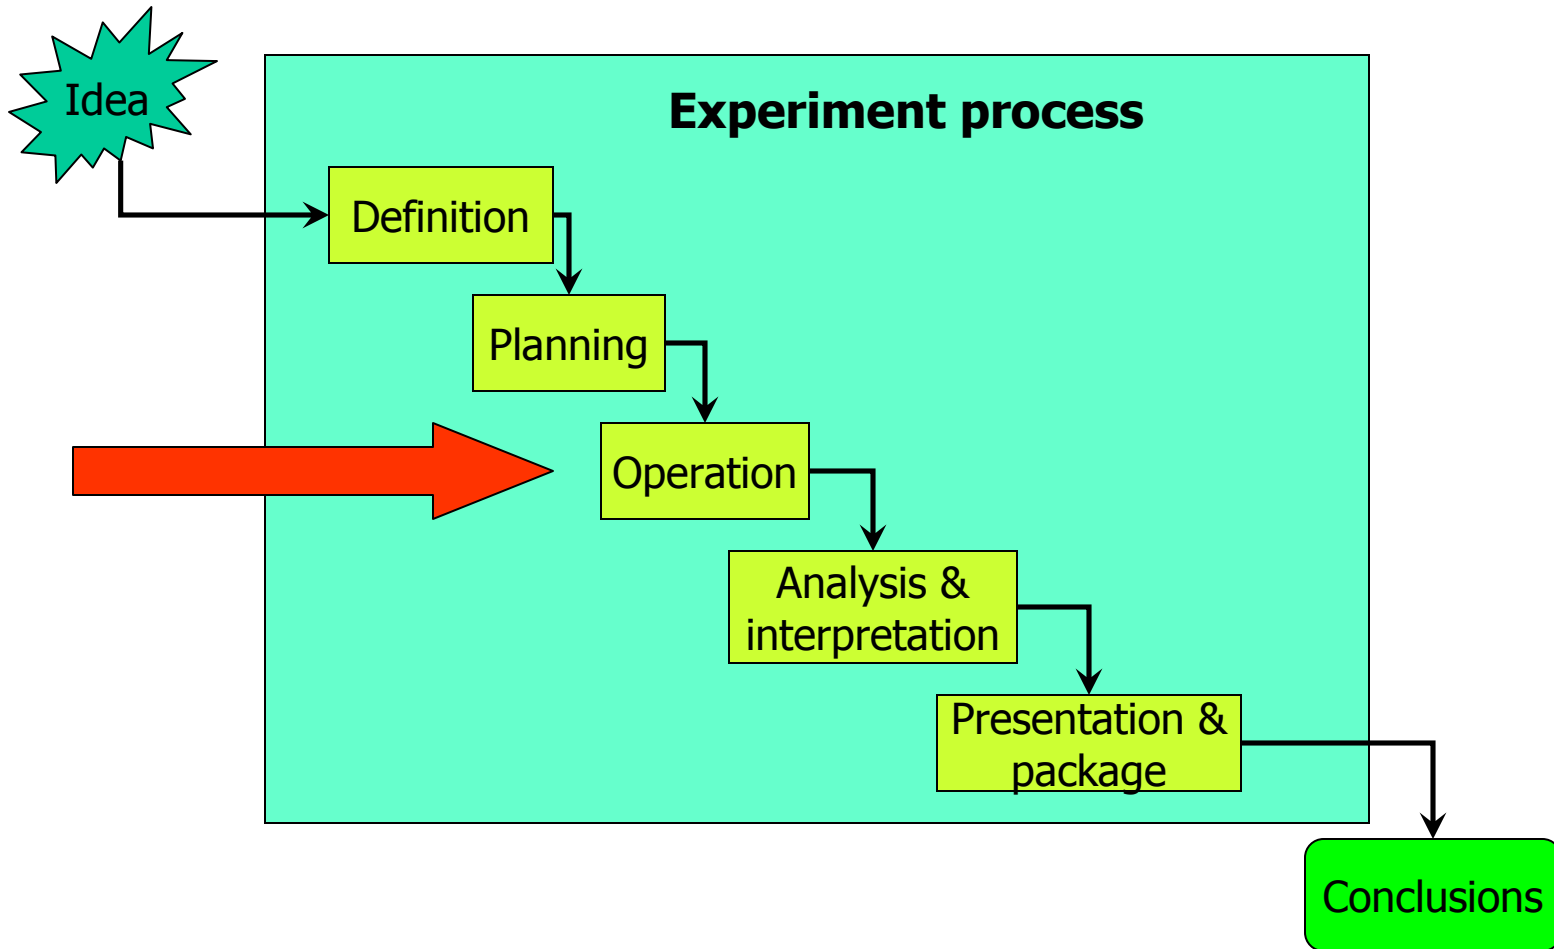 Idea
Experiment process
Definition
Planning
Operation
Analysis &
interpretation
Presentation &
package
Conclusions